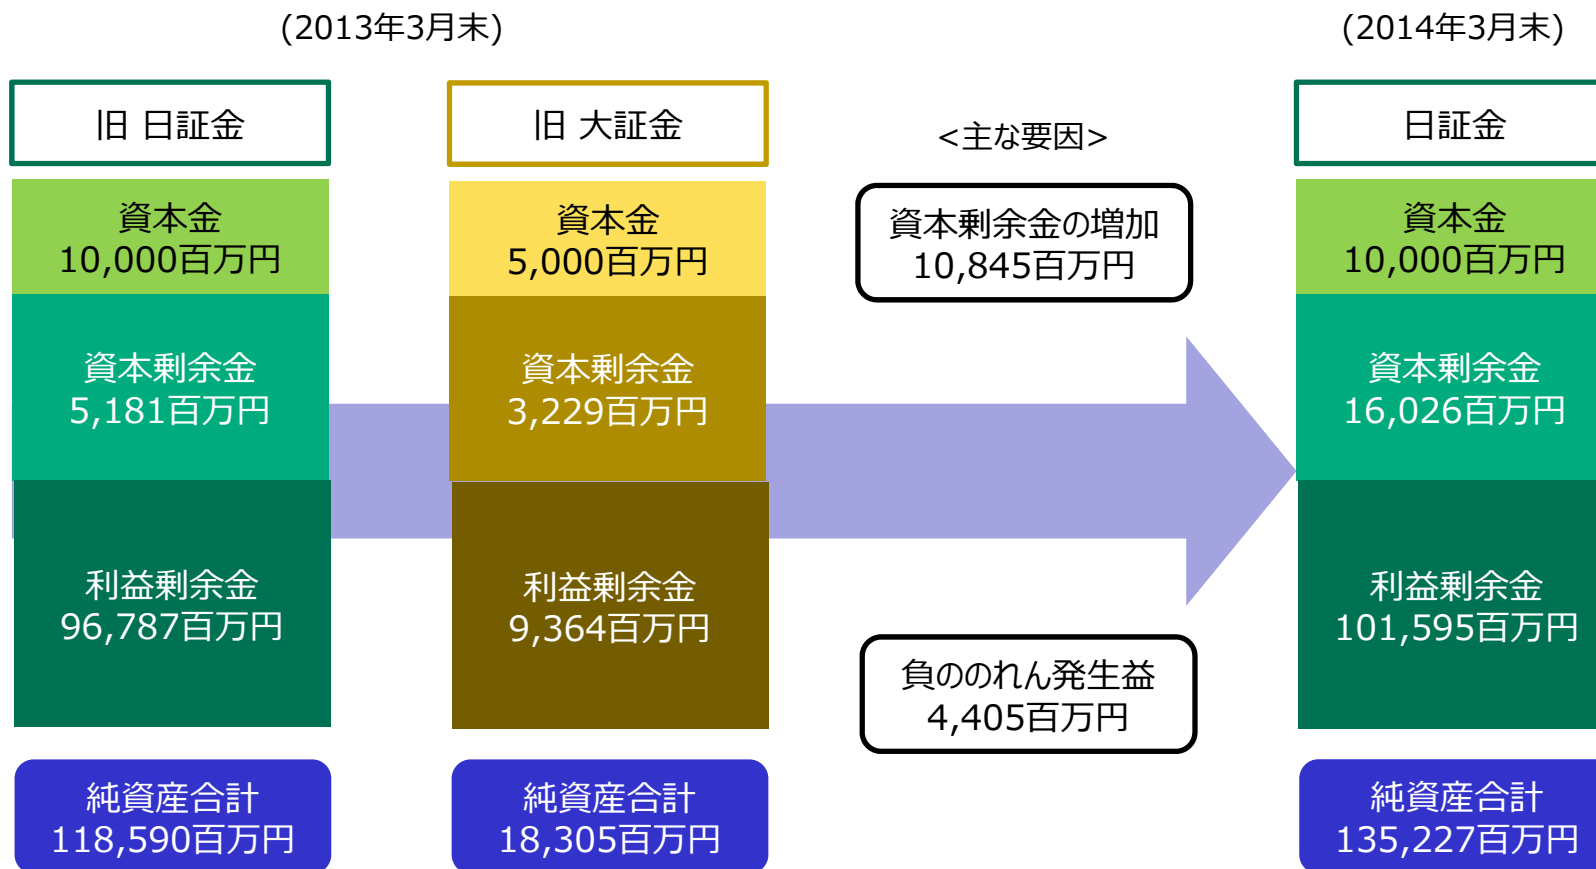 (2013年3月末)
(2014年3月末)
旧 日証金
旧 大証金
<主な要因>
日証金
資本金
10,000百万円
資本剰余金
5,181百万円
利益剰余金
96,787百万円
純資産合計
118,590百万円
資本金
5,000百万円
資本剰余金
3,229百万円
利益剰余金
9,364百万円
純資産合計
18,305百万円
資本剰余金の増加
10,845百万円
負ののれん発生益
4,405百万円
資本金
10,000百万円
資本剰余金
16,026百万円
利益剰余金
101,595百万円
純資産合計
135,227百万円